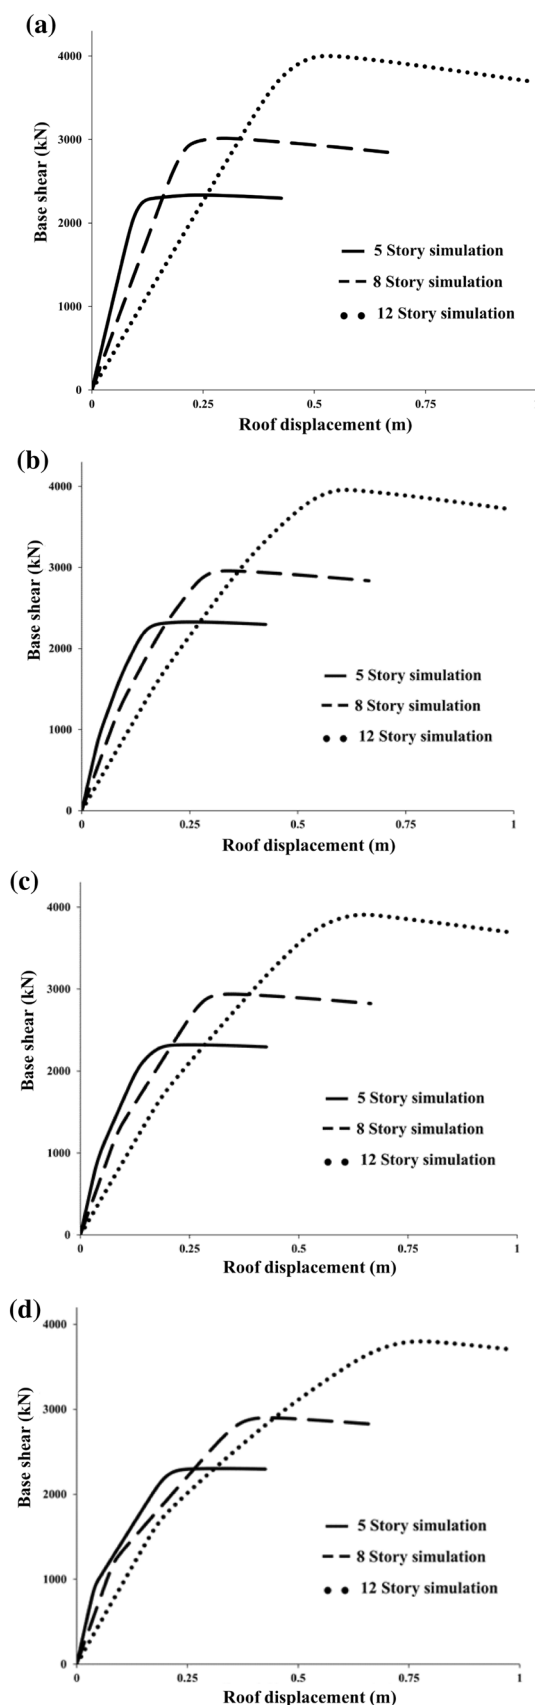 (a)
4000
3000
2000
1000
0
Base shear (kN)
5 Story simulation
8 Story simulation
12 Story simulation
0 0.25 0.5 0.75
Roof displacement (m)
(b)
4000
3000
2000
1000
0
Base shear (kN)
5 Story simulation
8 Story simulation
12 Story simulation
0 0.25 0.5 0.75 1
Roof displacement (m)
(c)
4000
3000
2000
1000
0
Base shear (kN)
5 Story simulation
8 Story simulation
12 Story simulation
0 0.25 0.5 0.75 1
Roof displacement (m)
(d)
4000
3000
2000
1000
0
Base shear (kN)
5 Story simulation
8 Story simulation
12 Story simulation
0 0.25 0.5 0.75 1
Roof displacement (m)